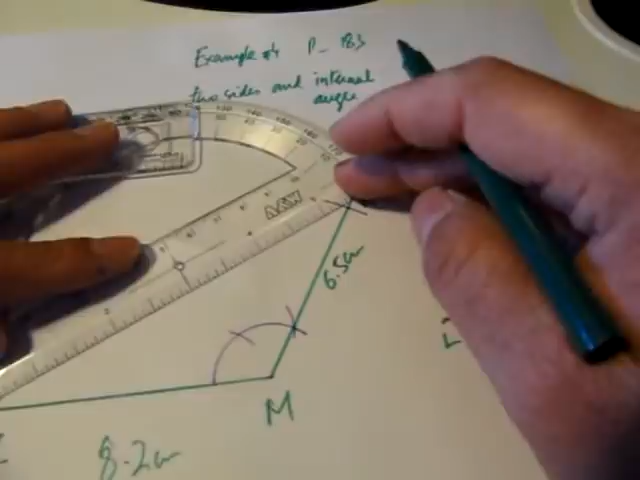 Example #4 P_ 183
two sides and internal
angle
6.5cm
M
8.2cm
L